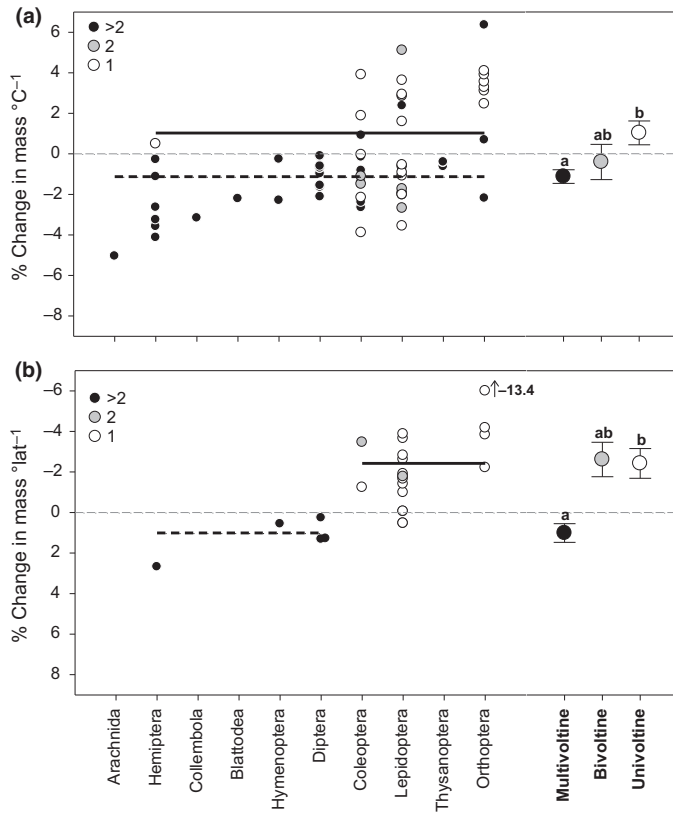 (a)
6
4
2
0
−2
−4
−6
−8
% Change in mass °C⁻¹
>2
2
1
a
ab
b
(b)
−6
−4
−2
0
2
4
6
8
% Change in mass °lat⁻¹
>2
2
1
↑−13.4
a
ab
b
Arachnida
Hemiptera
Collembola
Blattodea
Hymenoptera
Diptera
Coleoptera
Lepidoptera
Thysanoptera
Orthoptera
Multivoltine
Bivoltine
Univoltine